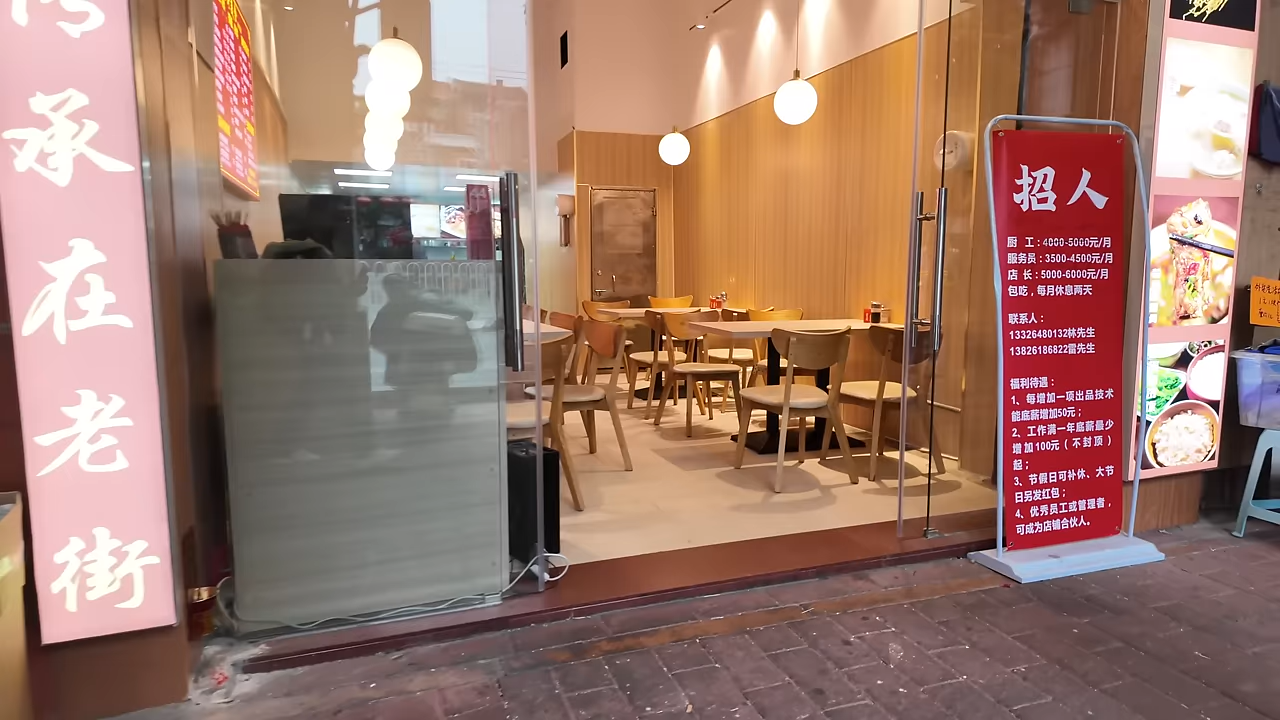 承
在
老
街
招人
厨 工：4000-5000元/月
服务员：3500-4500元/月
店 长：5000-6000元/月
包吃，每月休息两天
联系人：
13326480132林先生
13826186822雷先生
福利待遇：
1、每增加一项出品技术
能底薪增加50元；
2、工作满一年底薪最少
增加100元（不封顶）
起；
3、节假日可补休、大节
日另发红包；
4、优秀员工或管理者，
可成为店铺合伙人。